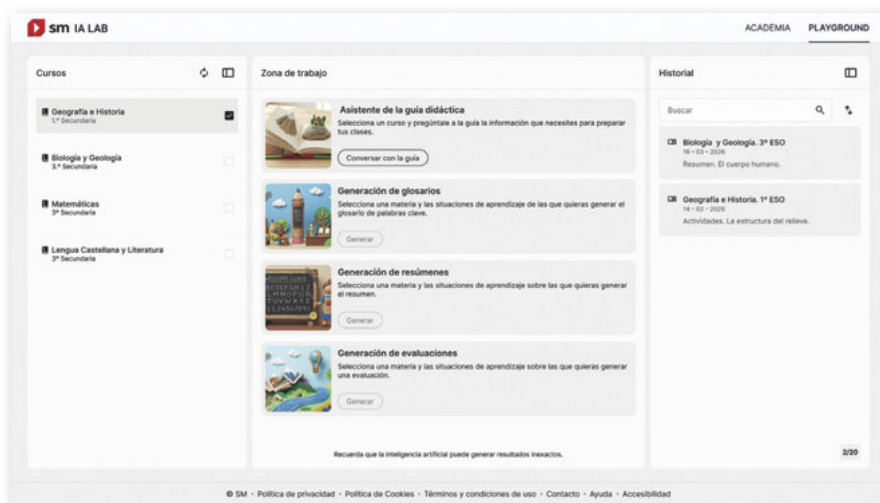 sm IA LAB
ACADEMIA
PLAYGROUND
Cursos
Geografía e Historia
1.º Secundaria
Biología y Geología
3.º Secundaria
Matemáticas
3º Secundaria
Lengua Castellana y Literatura
3º Secundaria
Zona de trabajo
Asistente de la guía didáctica
Selecciona un curso y pregúntale a la guía la información que necesites para preparar
tus clases.
Conversar con la guía
Generación de glosarios
Selecciona una materia y las situaciones de aprendizaje de las que quieras generar el
glosario de palabras clave.
Generar
Generación de resúmenes
Selecciona una materia y las situaciones de aprendizaje sobre las que quieras generar
el resumen.
Generar
Generación de evaluaciones
Selecciona una materia y las situaciones de aprendizaje sobre las que quieras generar
una evaluación.
Generar
Recuerda que la inteligencia artificial puede generar resultados inexactos.
Historial
Buscar
Biología y Geología. 3º ESO
16 – 03 – 2026
Resumen. El cuerpo humano.
Geografía e Historia. 1º ESO
14 – 02 – 2026
Actividades. La estructura del relieve.
2/20
© SM · Política de privacidad · Política de Cookies · Términos y condiciones de uso · Contacto · Ayuda · Accesibilidad